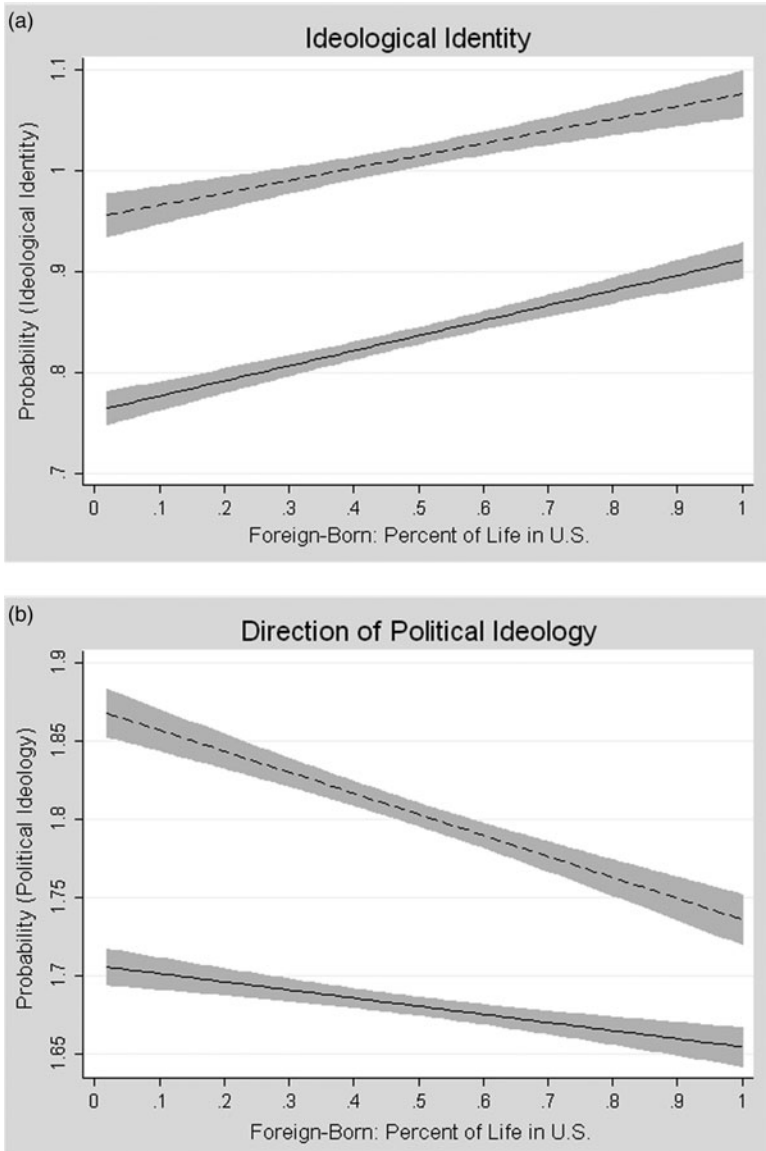 (a)
Ideological Identity
Probability (Ideological Identity)
1.1
1
.9
.8
.7
0 .1 .2 .3 .4 .5 .6 .7 .8 .9 1
Foreign-Born: Percent of Life in U.S.
(b)
Direction of Political Ideology
Probability (Political Ideology)
1.9
1.85
1.8
1.75
1.7
1.65
0 .1 .2 .3 .4 .5 .6 .7 .8 .9 1
Foreign-Born: Percent of Life in U.S.